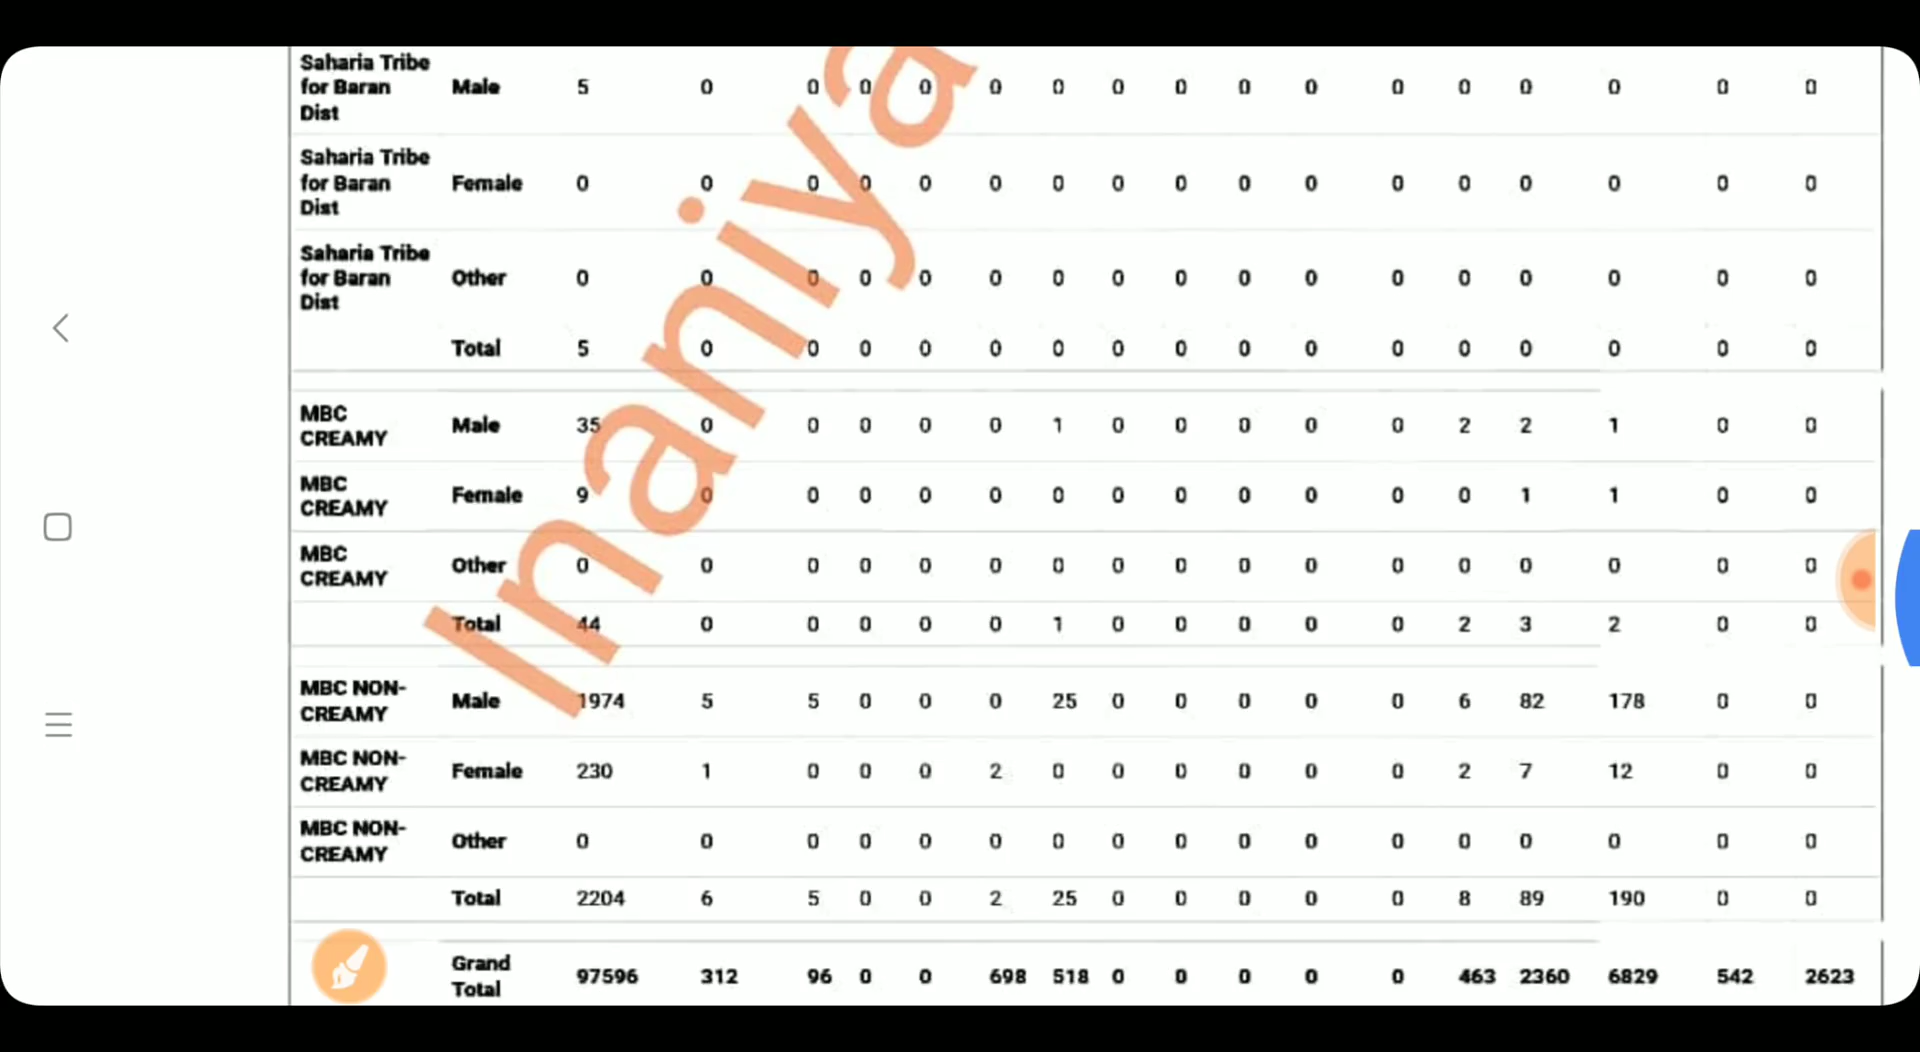 Saharia Tribe
for Baran Male 5 0 0 0 0 0 0 0 0 0 0 0 0 0 0 0 0
Dist
Saharia Tribe
for Baran Female 0 0 0 0 0 0 0 0 0 0 0 0 0 0 0 0 0
Dist
Saharia Tribe
for Baran Other 0 0 0 0 0 0 0 0 0 0 0 0 0 0 0 0 0
Dist
Total 5 0 0 0 0 0 0 0 0 0 0 0 0 0 0 0 0
MBC
CREAMY Male 35 0 0 0 0 0 1 0 0 0 0 0 2 2 1 0 0
MBC
CREAMY Female 9 0 0 0 0 0 0 0 0 0 0 0 0 1 1 0 0
MBC
CREAMY Other 0 0 0 0 0 0 0 0 0 0 0 0 0 0 0 0 0
Total 44 0 0 0 0 0 1 0 0 0 0 0 2 3 2 0 0
MBC NON-
CREAMY Male 1974 5 5 0 0 0 25 0 0 0 0 0 6 82 178 0 0
MBC NON-
CREAMY Female 230 1 0 0 0 2 0 0 0 0 0 0 2 7 12 0 0
MBC NON-
CREAMY Other 0 0 0 0 0 0 0 0 0 0 0 0 0 0 0 0 0
Total 2204 6 5 0 0 2 25 0 0 0 0 0 8 89 190 0 0
Grand
Total 97596 312 96 0 0 698 518 0 0 0 0 0 463 2360 6829 542 2623
Inaniya